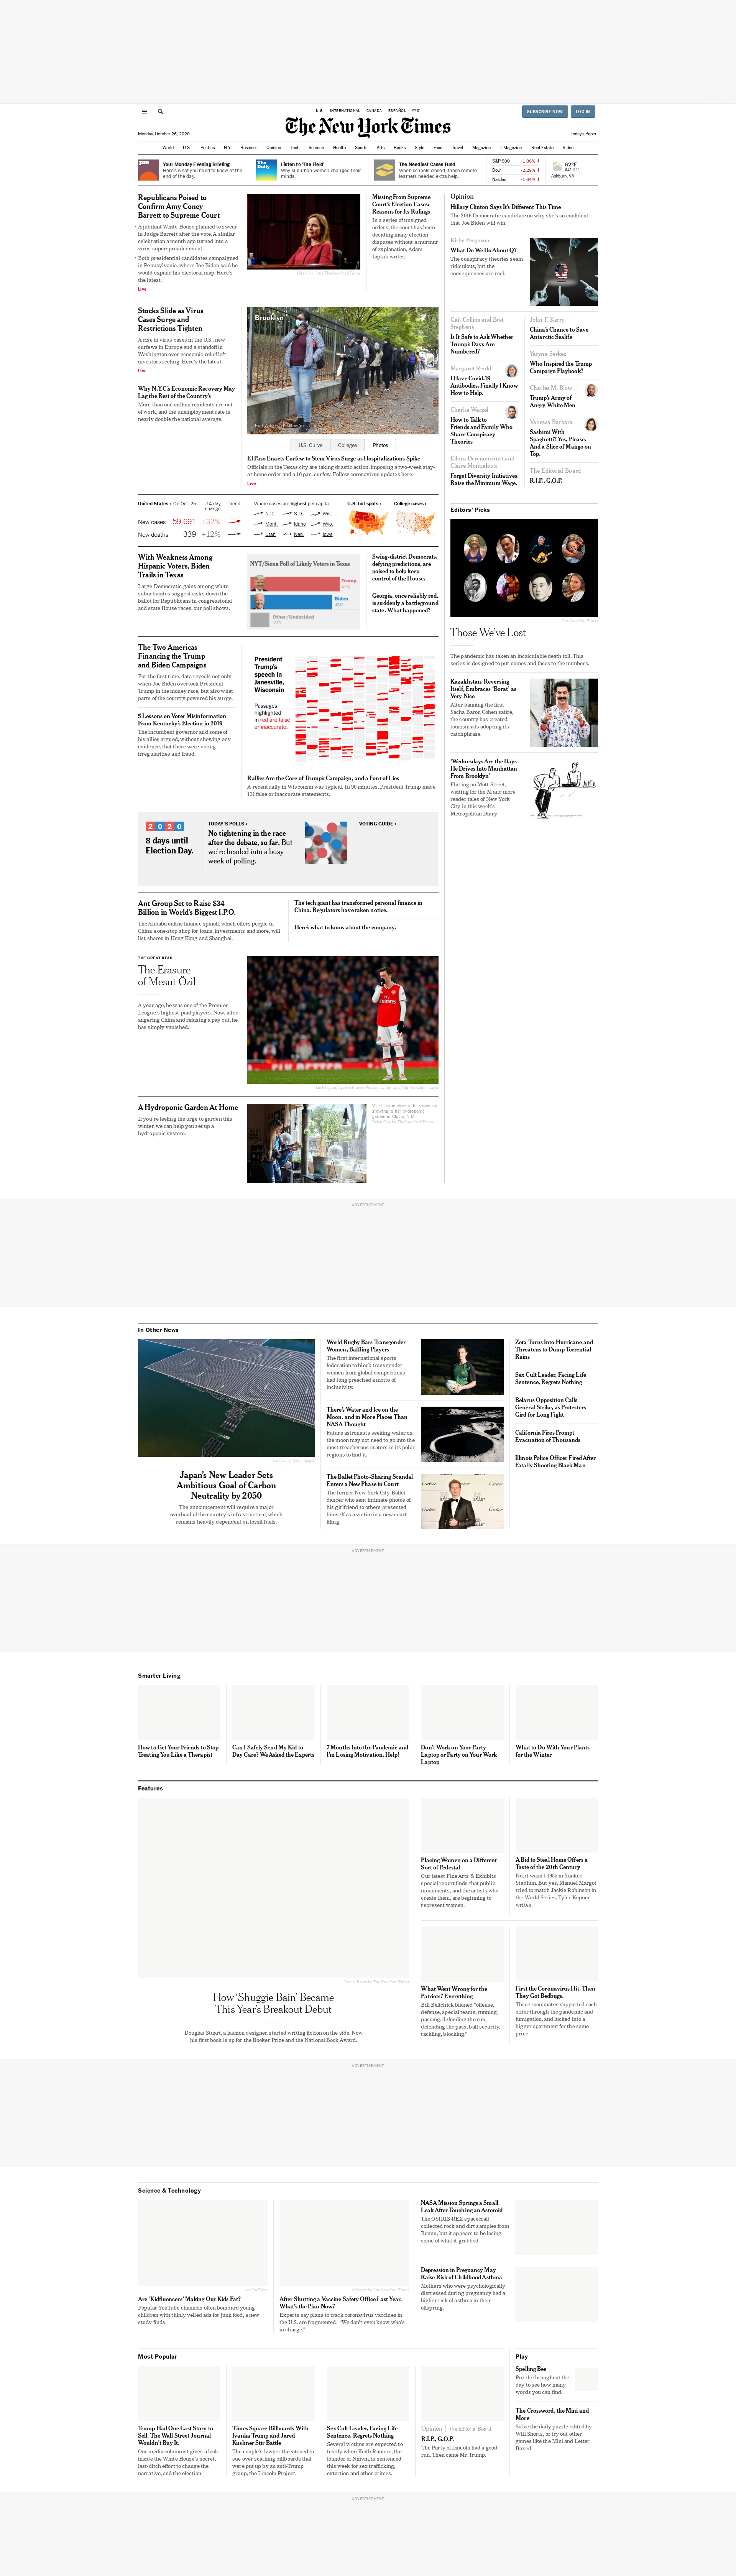 U.S. INTERNATIONAL CANADA ESPAÑOL 中文
SUBSCRIBE NOW LOG IN
The New York Times
Monday, October 26, 2020
Today's Paper
World U.S. Politics N.Y. Business Opinion Tech Science Health Sports Arts Books Style Food Travel Magazine T Magazine Real Estate Video
pm
Your Monday Evening Briefing
Here's what you need to know at the
end of the day.
The
Daily
Listen to 'The Field'
Why suburban women changed their
minds.
The Neediest Cases Fund
When schools closed, these remote
learners needed extra help.
S&P 500 -1.86% ↓
Dow -2.29% ↓
Nasdaq -1.64% ↓
62°F
Ashburn, VA
Republicans Poised to
Confirm Amy Coney
Barrett to Supreme Court
A jubilant White House planned to swear
in Judge Barrett after the vote. A similar
celebration a month ago turned into a
virus superspreader event.
Both presidential candidates campaigned
in Pennsylvania, where Joe Biden said he
would expand his electoral map. Here's
the latest.
Live
Missing From Supreme
Court's Election Cases:
Reasons for Its Rulings
In a series of unsigned
orders, the court has been
deciding many election
disputes without a murmur
of explanation, Adam
Liptak writes.
Stocks Slide as Virus
Cases Surge and
Restrictions Tighten
A rise in virus cases in the U.S., new
curfews in Europe and a standoff in
Washington over economic relief left
investors reeling. Here's the latest.
Live
Why N.Y.C.'s Economic Recovery May
Lag the Rest of the Country's
More than one million residents are out
of work, and the unemployment rate is
nearly double the national average.
Brooklyn
U.S. Curve Colleges Photos
El Paso Enacts Curfew to Stem Virus Surge as Hospitalizations Spike
Officials in the Texas city are taking drastic action, imposing a two-week stay-
at-home order and a 10 p.m. curfew. Follow coronavirus updates here.
Live
United States › On Oct. 25 14-day
change Trend
New cases 59,691 +32%
New deaths 339 +12%
Where cases are highest per capita
N.D. S.D. Wis.
Mont. Idaho Wyo.
Utah Neb. Iowa
U.S. hot spots › College cases ›
With Weakness Among
Hispanic Voters, Biden
Trails in Texas
Large Democratic gains among white
suburbanites suggest risks down the
ballot for Republicans in congressional
and state House races, our poll shows.
NYT/Siena Poll of Likely Voters in Texas
Trump
47%
Biden
43%
Other/Undecided
Swing-district Democrats,
defying predictions, are
poised to help keep
control of the House.
Georgia, once reliably red,
is suddenly a battleground
state. What happened?
The Two Americas
Financing the Trump
and Biden Campaigns
For the first time, data reveals not only
when Joe Biden overtook President
Trump in the money race, but also what
parts of the country powered his surge.
5 Lessons on Voter Misinformation
From Kentucky's Election in 2019
The incumbent governor and some of
his allies argued, without showing any
evidence, that there were voting
irregularities and fraud.
President
Trump's
speech in
Janesville,
Wisconsin
Passages
highlighted
in red are false
or inaccurate.
Rallies Are the Core of Trump's Campaign, and a Font of Lies
A recent rally in Wisconsin was typical. In 90 minutes, President Trump made
131 false or inaccurate statements.
2020
8 days until
Election Day.
TODAY'S POLLS ›
No tightening in the race
after the debate, so far. But
we're headed into a busy
week of polling.
VOTING GUIDE ›
Ant Group Set to Raise $34
Billion in World's Biggest I.P.O.
The Alibaba online finance spinoff, which offers people in
China a one-stop shop for loans, investments and more, will
list shares in Hong Kong and Shanghai.
The tech giant has transformed personal finance in
China. Regulators have taken notice.
Here's what to know about the company.
THE GREAT READ
The Erasure
of Mesut Özil
A year ago, he was one of the Premier
League's highest-paid players. Now, after
angering China and refusing a pay cut, he
has simply vanished.
A Hydroponic Garden At Home
If you're feeling the urge to garden this
winter, we can help you set up a
hydroponic system.
Opinion
Hillary Clinton Says It's Different This Time
The 2016 Democratic candidate on why she's so confident
that Joe Biden will win.
Kirby Ferguson
What Do We Do About Q?
The conspiracy theories seem
ridiculous, but the
consequences are real.
Gail Collins and Bret
Stephens
Is It Safe to Ask Whether
Trump's Days Are
Numbered?
Margaret Renkl
I Have Covid-19
Antibodies. Finally I Know
How to Help.
Charlie Warzel
How to Talk to
Friends and Family Who
Share Conspiracy
Theories
Ellora Derenoncourt and
Claire Montialoux
Forget Diversity Initiatives.
Raise the Minimum Wage.
John F. Kerry
China's Chance to Save
Antarctic Sealife
Yaryna Serkez
Who Inspired the Trump
Campaign Playbook?
Charles M. Blow
Trump's Army of
Angry White Men
Vanessa Barbara
Sashimi With
Spaghetti? Yes, Please.
And a Slice of Mango on
Top.
The Editorial Board
R.I.P., G.O.P.
Editors' Picks
Those We've Lost
The pandemic has taken an incalculable death toll. This
series is designed to put names and faces to the numbers.
Kazakhstan, Reversing
Itself, Embraces 'Borat' as
Very Nice
After banning the first
Sacha Baron Cohen satire,
the country has created
tourism ads adopting its
catchphrase.
'Wednesdays Are the Days
He Drives Into Manhattan
From Brooklyn'
Flirting on Mott Street,
waiting for the M and more
reader tales of New York
City in this week's
Metropolitan Diary.
ADVERTISEMENT
In Other News
Japan's New Leader Sets
Ambitious Goal of Carbon
Neutrality by 2050
The announcement will require a major
overhaul of the country's infrastructure, which
remains heavily dependent on fossil fuels.
World Rugby Bars Transgender
Women, Baffling Players
The first international sports
federation to block transgender
women from global competitions
had long preached a motto of
inclusivity.
There's Water and Ice on the
Moon, and in More Places Than
NASA Thought
Future astronauts seeking water on
the moon may not need to go into the
most treacherous craters in its polar
regions to find it.
The Ballet Photo-Sharing Scandal
Enters a New Phase in Court
The former New York City Ballet
dancer who sent intimate photos of
his girlfriend to others presented
himself as a victim in a new court
filing.
Zeta Turns Into Hurricane and
Threatens to Dump Torrential
Rains
Sex Cult Leader, Facing Life
Sentence, Regrets Nothing
Belarus Opposition Calls
General Strike, as Protesters
Gird for Long Fight
California Fires Prompt
Evacuation of Thousands
Illinois Police Officer Fired After
Fatally Shooting Black Man
ADVERTISEMENT
Smarter Living
How to Get Your Friends to Stop
Treating You Like a Therapist
Can I Safely Send My Kid to
Day Care? We Asked the Experts
7 Months Into the Pandemic and
I'm Losing Motivation. Help!
Don't Work on Your Party
Laptop or Party on Your Work
Laptop
What to Do With Your Plants
for the Winter
Features
How 'Shuggie Bain' Became
This Year's Breakout Debut
Douglas Stuart, a fashion designer, started writing fiction on the side. Now
his first book is up for the Booker Prize and the National Book Award.
Placing Women on a Different
Sort of Pedestal
Our latest Fine Arts & Exhibits
special report finds that public
monuments, and the artists who
create them, are beginning to
represent women.
A Bid to Steal Home Offers a
Taste of the 20th Century
No, it wasn't 1955 in Yankee
Stadium. But yes, Manuel Margot
tried to match Jackie Robinson in
the World Series, Tyler Kepner
writes.
What Went Wrong for the
Patriots? Everything
Bill Belichick blamed "offense,
defense, special teams, running,
passing, defending the run,
defending the pass, ball security,
tackling, blocking."
First the Coronavirus Hit. Then
They Got Bedbugs.
Three roommates supported each
other through the pandemic and
fumigation, and lucked into a
bigger apartment for the same
price.
ADVERTISEMENT
Science & Technology
Are 'Kidfluencers' Making Our Kids Fat?
Popular YouTube channels often bombard young
children with thinly veiled ads for junk food, a new
study finds.
After Shutting a Vaccine Safety Office Last Year,
What's the Plan Now?
Experts say plans to track coronavirus vaccines in
the U.S. are fragmented: "We don't even know who's
in charge."
NASA Mission Springs a Small
Leak After Touching an Asteroid
The OSIRIS-REX spacecraft
collected rock and dirt samples from
Bennu, but it appears to be losing
some of what it grabbed.
Depression in Pregnancy May
Raise Risk of Childhood Asthma
Mothers who were psychologically
distressed during pregnancy had a
higher risk of asthma in their
offspring.
Most Popular
Trump Had One Last Story to
Sell. The Wall Street Journal
Wouldn't Buy It.
Our media columnist gives a look
inside the White House's secret,
last-ditch effort to change the
narrative, and the election.
Times Square Billboards With
Ivanka Trump and Jared
Kushner Stir Battle
The couple's lawyer threatened to
sue over scathing billboards that
were put up by an anti-Trump
group, the Lincoln Project.
Sex Cult Leader, Facing Life
Sentence, Regrets Nothing
Several victims are expected to
testify when Keith Raniere, the
founder of Nxivm, is sentenced
this week for sex trafficking,
extortion and other crimes.
Opinion The Editorial Board
R.I.P., G.O.P.
The Party of Lincoln had a good
run. Then came Mr. Trump.
Play
Spelling Bee
Puzzle throughout the
day to see how many
words you can find.
The Crossword, the Mini and
More
Solve the daily puzzle edited by
Will Shortz, or try out other
games like the Mini and Letter
Boxed.
ADVERTISEMENT